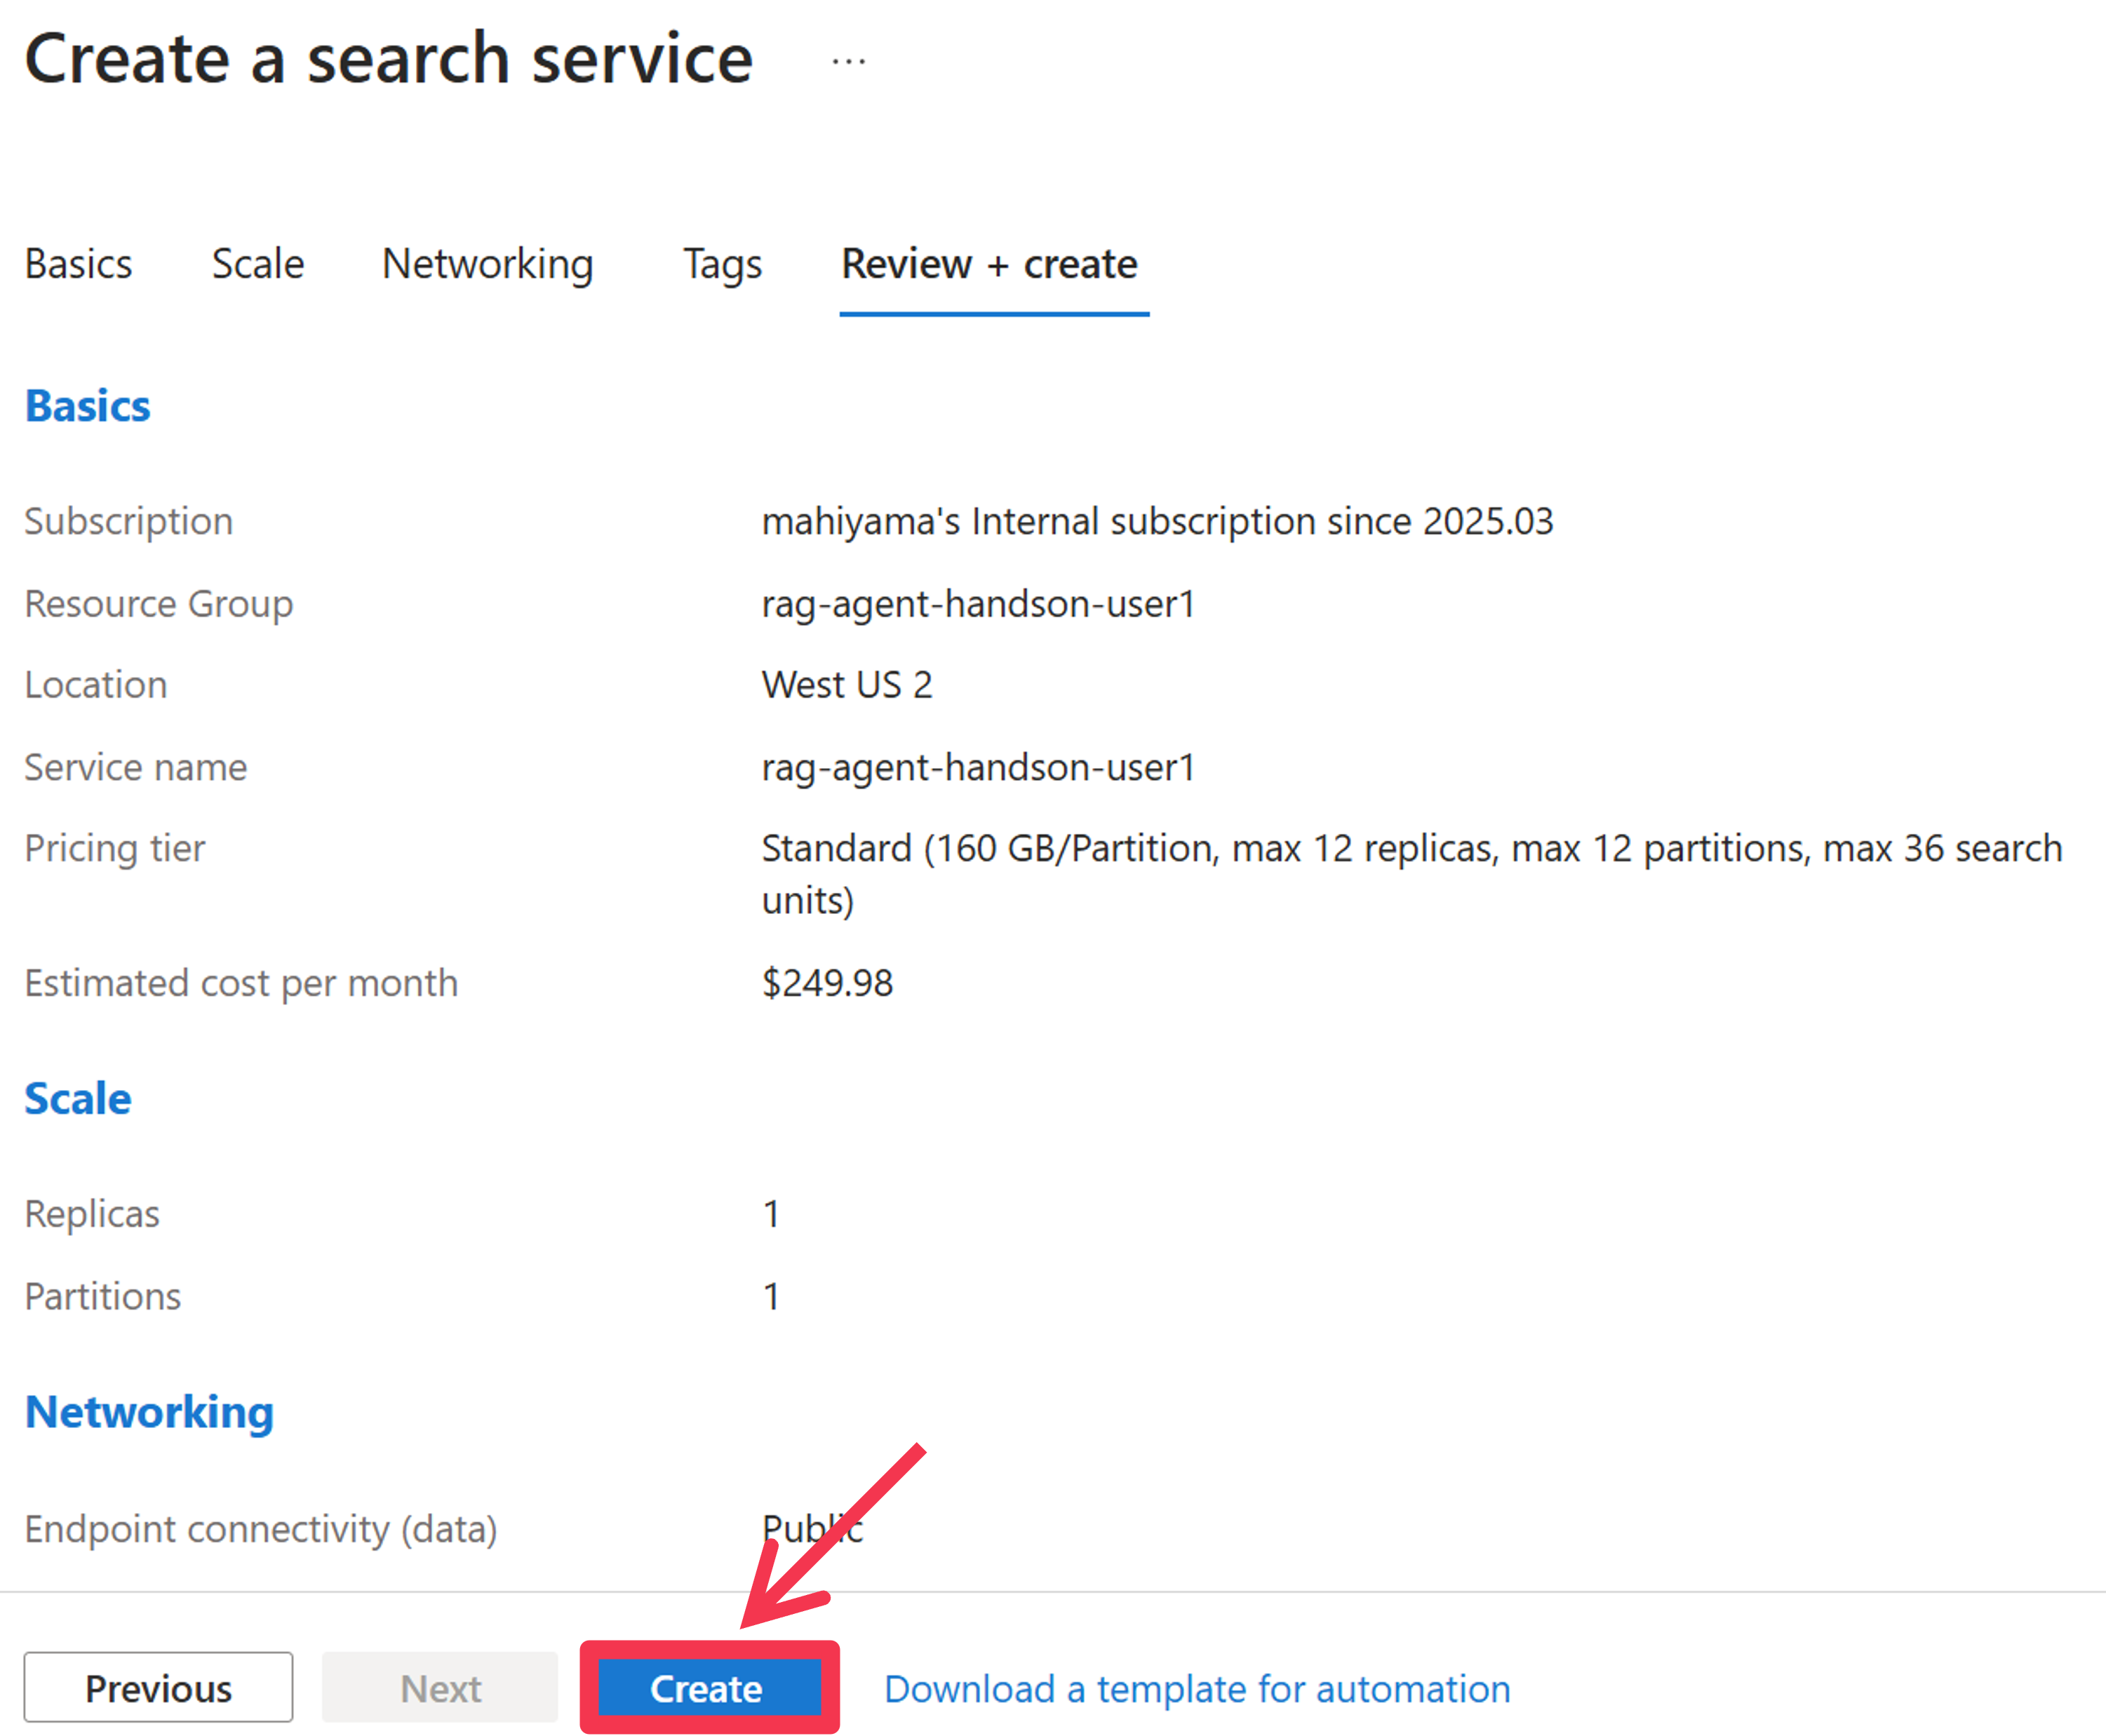 Create a search service ...
Basics Scale Networking Tags Review + create
Basics
Subscription mahiyama's Internal subscription since 2025.03
Resource Group rag-agent-handson-user1
Location West US 2
Service name rag-agent-handson-user1
Pricing tier Standard (160 GB/Partition, max 12 replicas, max 12 partitions, max 36 search
units)
Estimated cost per month $249.98
Scale
Replicas 1
Partitions 1
Networking
Endpoint connectivity (data) Public
Previous Next Create Download a template for automation